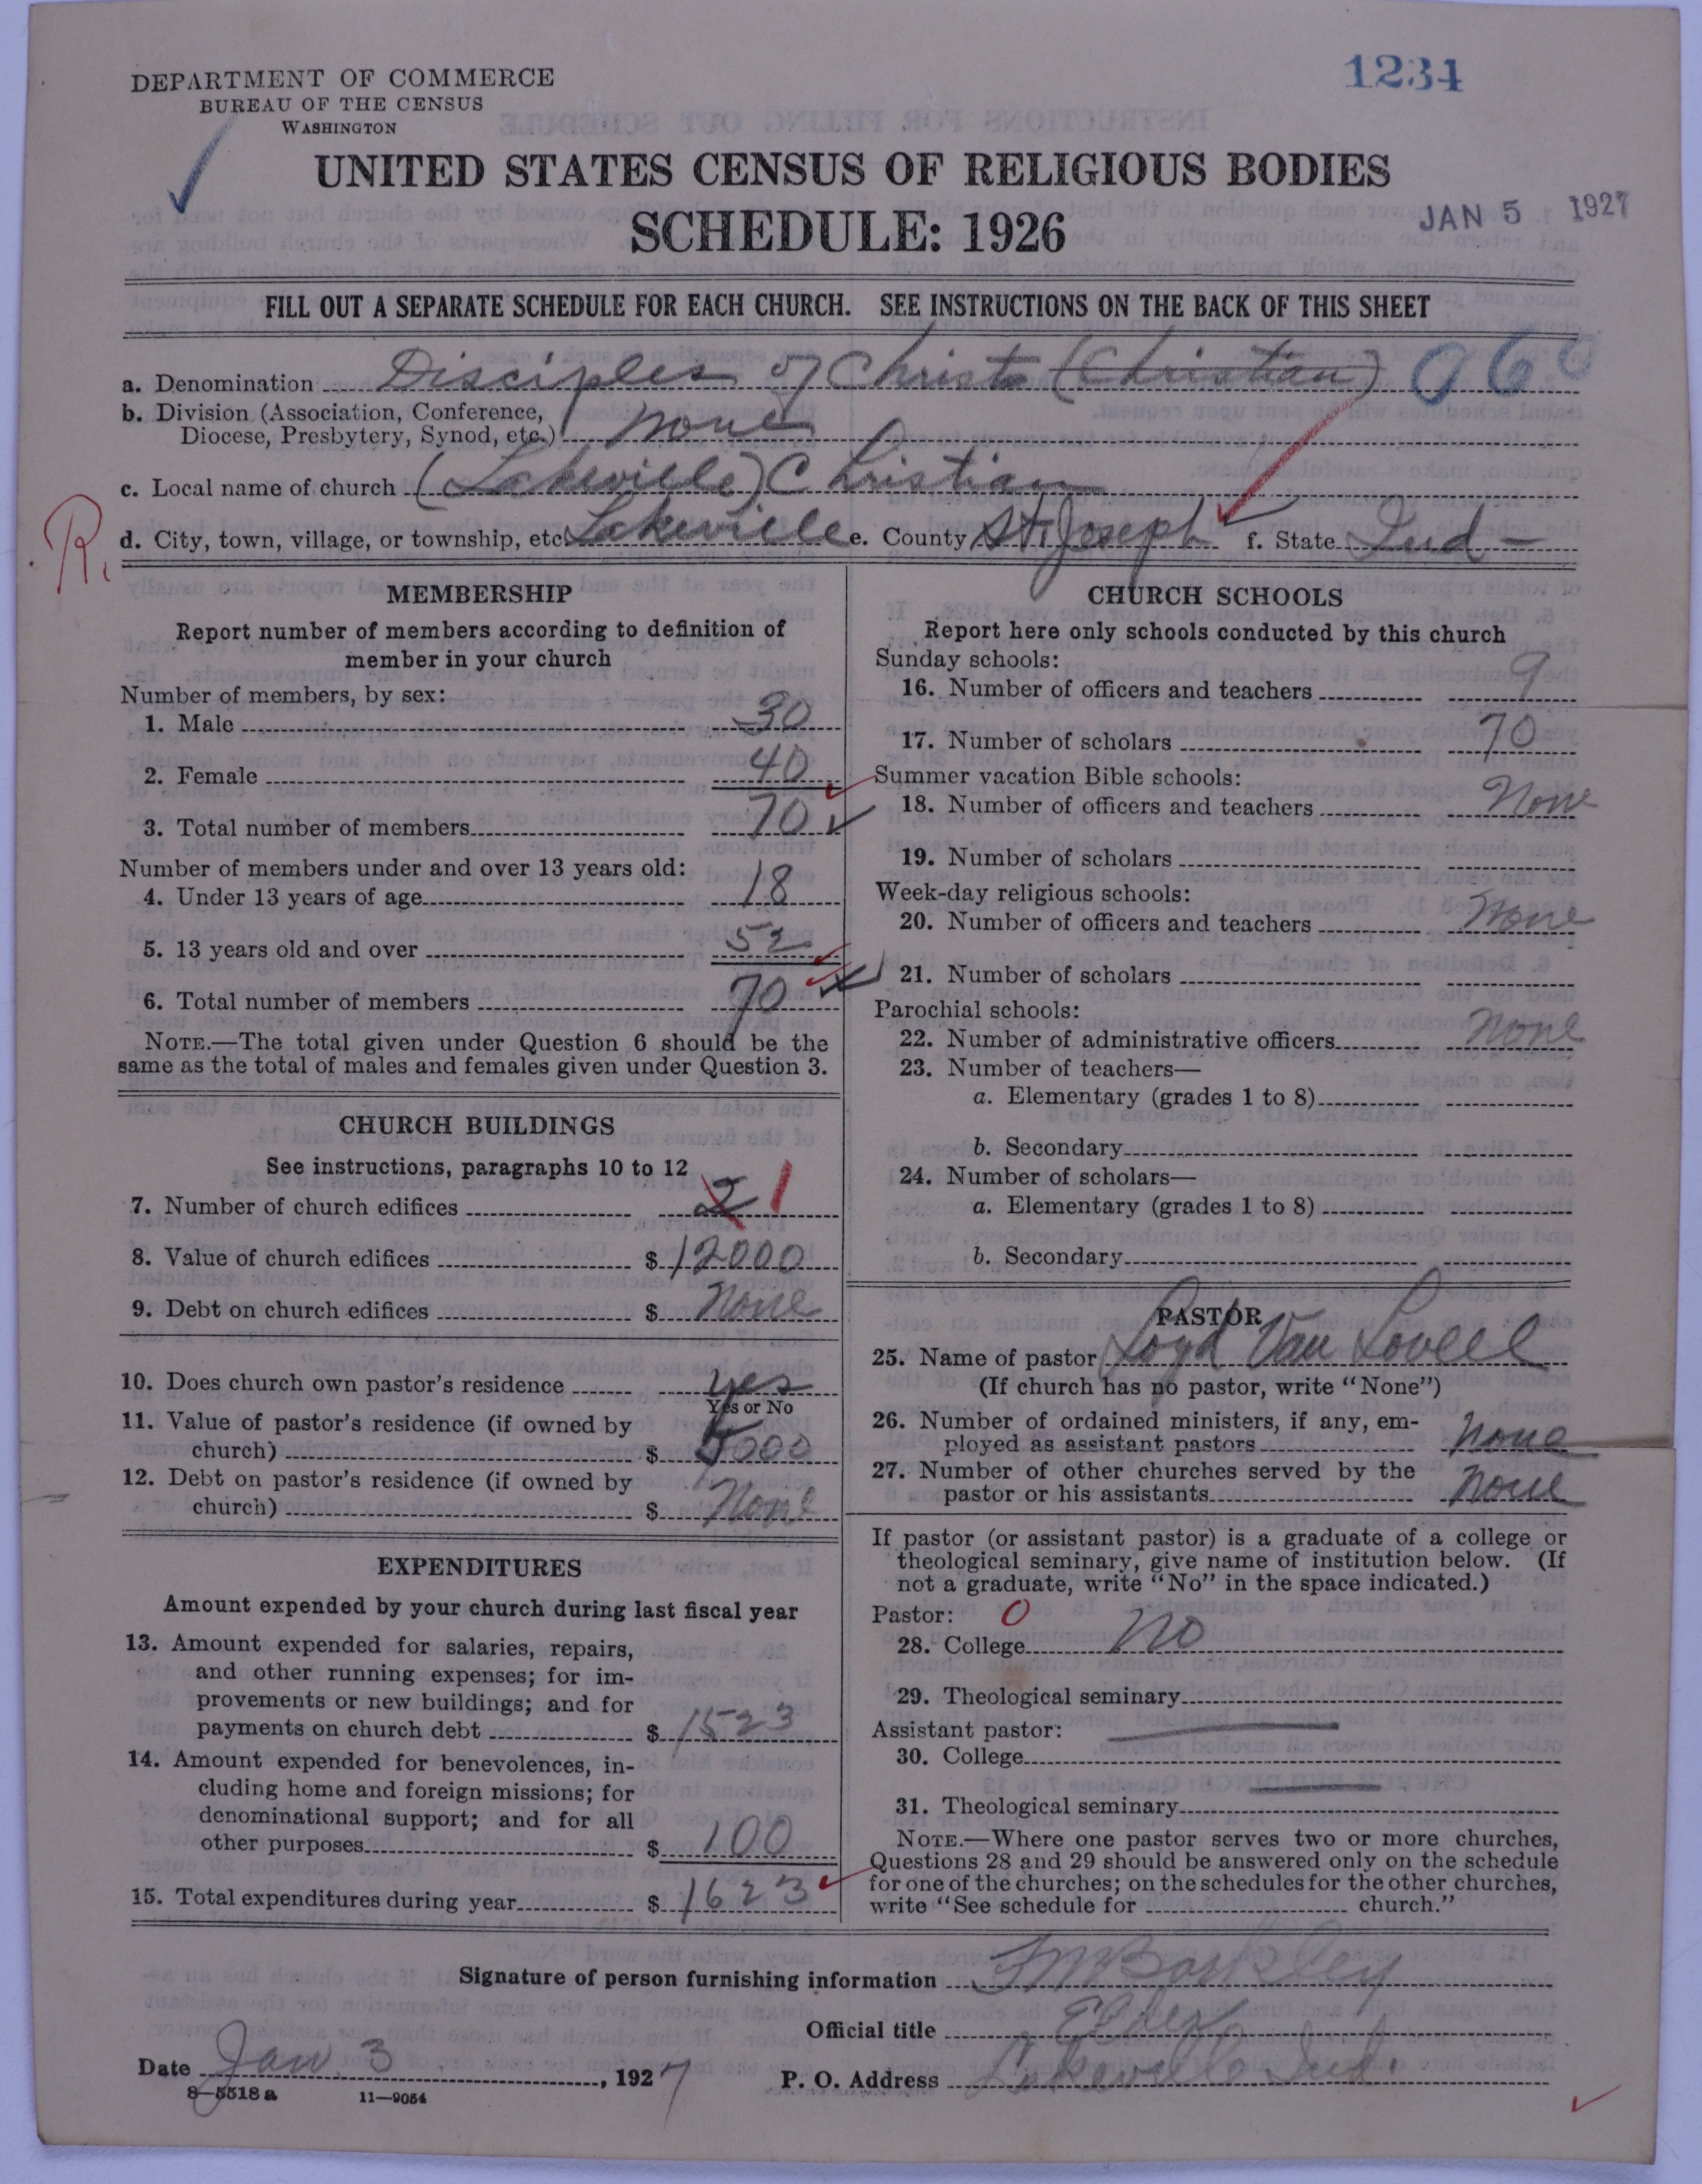 1234
DEPARTMENT OF COMMERCE
BUREAU OF THE CENSUS
WASHINGTON
UNITED STATES CENSUS OF RELIGIOUS BODIES
SCHEDULE: 1926
JAN 5 1927
FILL OUT A SEPARATE SCHEDULE FOR EACH CHURCH. SEE INSTRUCTIONS ON THE BACK OF THIS SHEET
a. Denomination Disciples of Christ (Christian) 060
b. Division (Association, Conference,
Diocese, Presbytery, Synod, etc.) none
c. Local name of church (Lakeville) Christian
R.
d. City, town, village, or township, etc. Lakeville e. County St. Joseph f. State Ind -
MEMBERSHIP
Report number of members according to definition of
member in your church
Number of members, by sex:
1. Male 30
2. Female 40
3. Total number of members 70
Number of members under and over 13 years old:
4. Under 13 years of age 18
5. 13 years old and over 52
6. Total number of members 70
NOTE.—The total given under Question 6 should be the
same as the total of males and females given under Question 3.
CHURCH BUILDINGS
See instructions, paragraphs 10 to 12
7. Number of church edifices 2 1
8. Value of church edifices $ 12000
9. Debt on church edifices $ None
10. Does church own pastor's residence yes
Yes or No
11. Value of pastor's residence (if owned by
church) $ 5000
12. Debt on pastor's residence (if owned by
church) $ None
EXPENDITURES
Amount expended by your church during last fiscal year
13. Amount expended for salaries, repairs,
and other running expenses; for im-
provements or new buildings; and for
payments on church debt $ 1523
14. Amount expended for benevolences, in-
cluding home and foreign missions; for
denominational support; and for all
other purposes $ 100
15. Total expenditures during year $ 1623
CHURCH SCHOOLS
Report here only schools conducted by this church
Sunday schools:
16. Number of officers and teachers 9
17. Number of scholars 70
Summer vacation Bible schools:
18. Number of officers and teachers None
19. Number of scholars
Week-day religious schools:
20. Number of officers and teachers None
21. Number of scholars
Parochial schools:
22. Number of administrative officers None
23. Number of teachers—
a. Elementary (grades 1 to 8)
b. Secondary
24. Number of scholars—
a. Elementary (grades 1 to 8)
b. Secondary
PASTOR
25. Name of pastor Loyd Van Lovell
(If church has no pastor, write "None")
26. Number of ordained ministers, if any, em-
ployed as assistant pastors None
27. Number of other churches served by the
pastor or his assistants None
If pastor (or assistant pastor) is a graduate of a college or
theological seminary, give name of institution below. (If
not a graduate, write "No" in the space indicated.)
Pastor: 0
28. College No
29. Theological seminary
Assistant pastor:
30. College
31. Theological seminary
NOTE.—Where one pastor serves two or more churches,
Questions 28 and 29 should be answered only on the schedule
for one of the churches; on the schedules for the other churches,
write "See schedule for church."
Signature of person furnishing information Barkley
Official title Elder
Date Jan 3, 1927 P. O. Address Lakeville Ind.
8—5518 a 11—9054